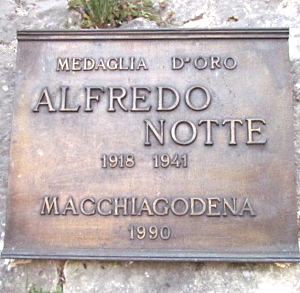 MEDAGLIA D'ORO
ALFREDO
NOTTE
1918 1941
MACCHIAGODENA
1990